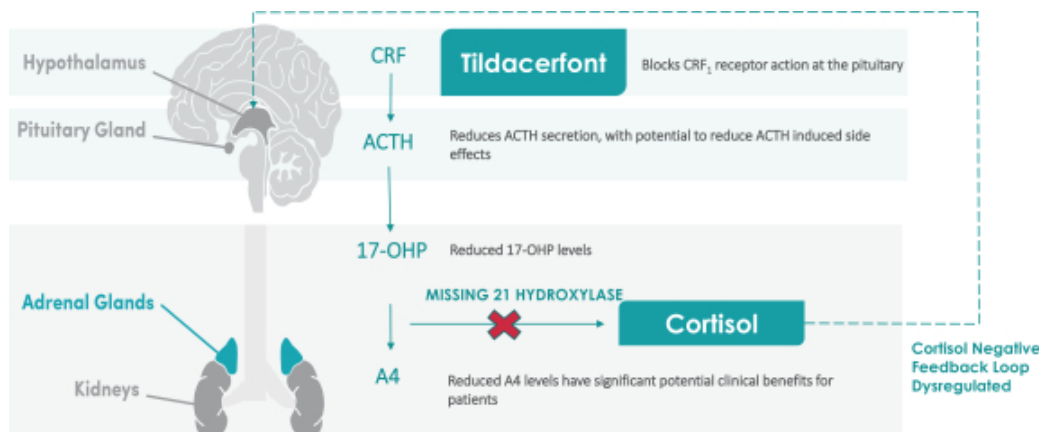 Hypothalamus
CRF
Tildacerfont
Blocks CRF₁ receptor action at the pituitary
Pituitary Gland
ACTH
Reduces ACTH secretion, with potential to reduce ACTH induced side
effects
17-OHP
Reduced 17-OHP levels
Adrenal Glands
MISSING 21 HYDROXYLASE
Cortisol
Cortisol Negative
Feedback Loop
Dysregulated
Kidneys
A4
Reduced A4 levels have significant potential clinical benefits for
patients